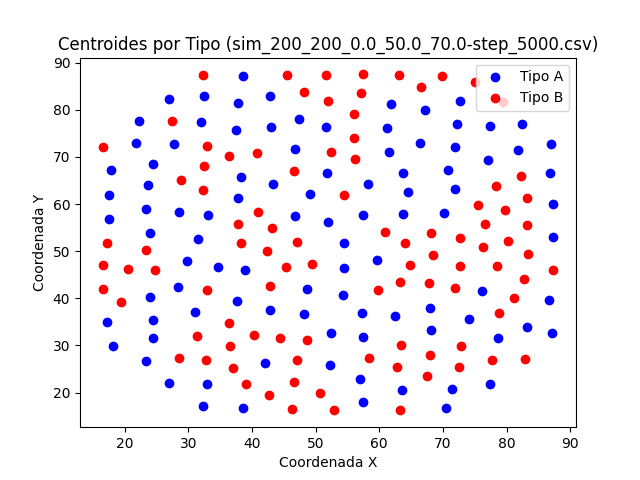 Centroides por Tipo (sim_200_200_0.0_50.0_70.0-step_5000.csv)
Tipo A
Tipo B
90
80
70
60
50
40
30
20
Coordenada Y
20 30 40 50 60 70 80 90
Coordenada X